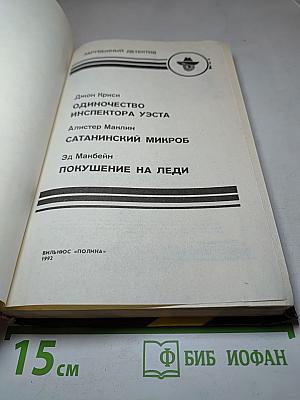 ЗАРУБЕЖНЫЙ ДЕТЕКТИВ
Джон Кризи
ОДИНОЧЕСТВО
ИНСПЕКТОРА УЭСТА
Алистер Маклин
САТАНИНСКИЙ МИКРОБ
Эд Макбейн
ПОКУШЕНИЕ НА ЛЕДИ
ВИЛЬНЮС «ПОЛИНА»
1992
15 см
БИБ ИОФАН